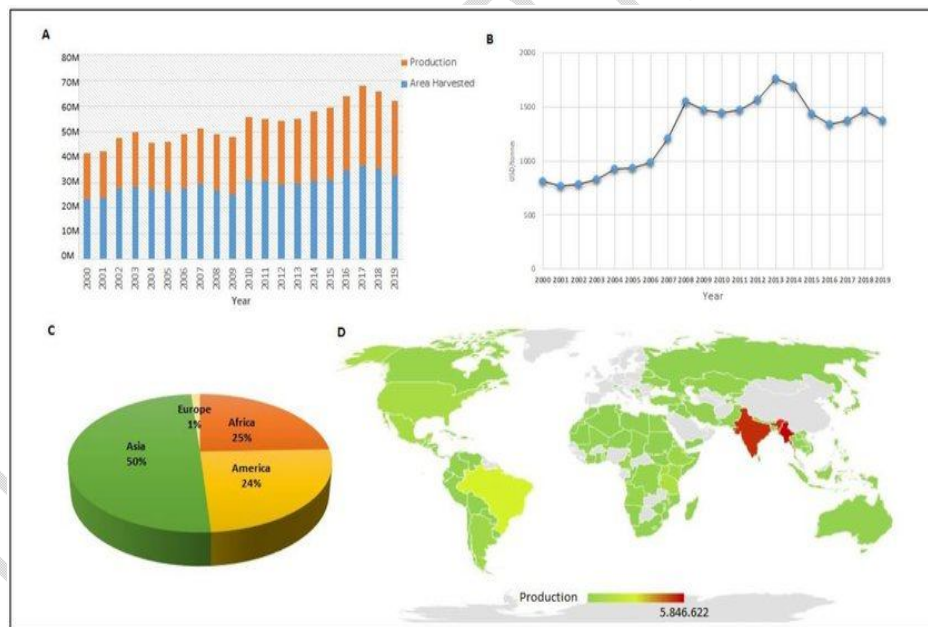 A
80M
70M
60M
50M
40M
30M
20M
10M
0M
Production
Area Harvested
2000 2001 2002 2003 2004 2005 2006 2007 2008 2009 2010 2011 2012 2013 2014 2015 2016 2017 2018 2019
Year
B
2000
1500
1000
500
0
USD/tonne
2000 2001 2002 2003 2004 2005 2006 2007 2008 2009 2010 2011 2012 2013 2014 2015 2016 2017 2018 2019
Year
C
Europe
1%
Africa
25%
Asia
50%
America
24%
D
Production
5.846.622